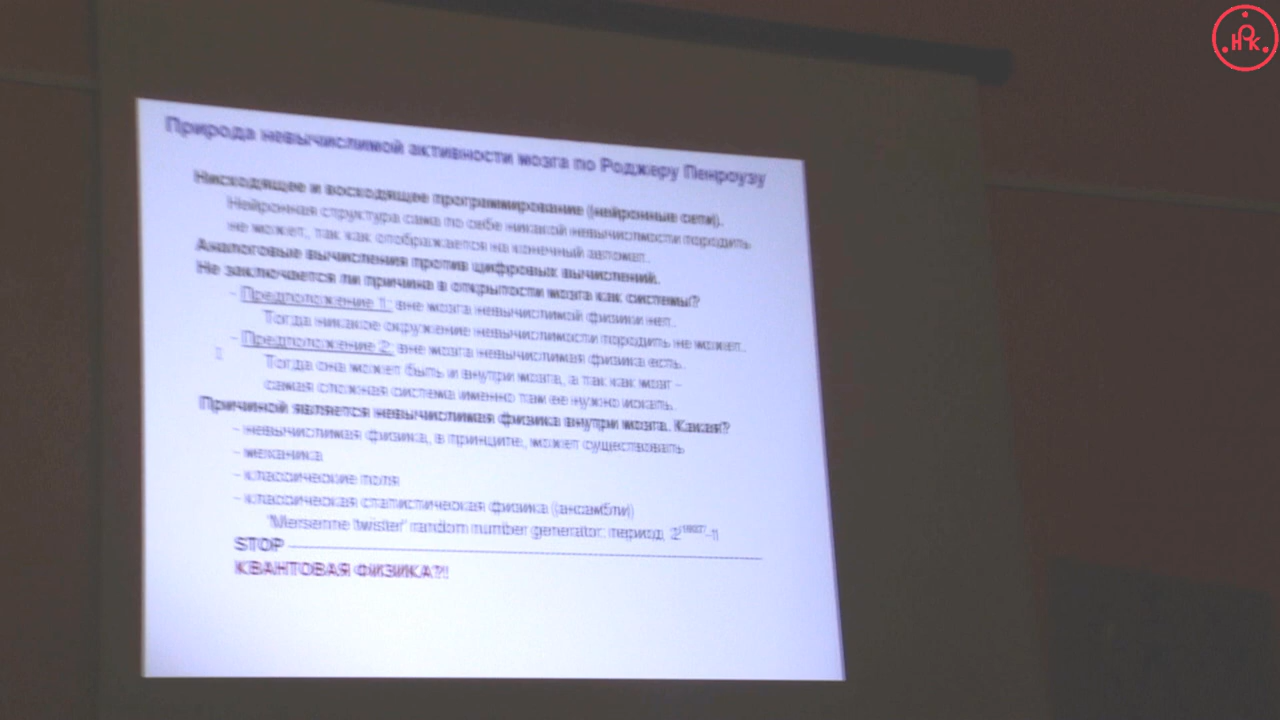 Природа невычислимой активности мозга по Роджеру Пенроузу
Нисходящее и восходящее программирование (нейронные сети).
Нейронная структура сама по себе никакой невычислмости породить
не может, так как отображается на конечный автомат.
Аналоговые вычисления против цифровых вычислений.
Не заключается ли причина в открытости мозга как системы?
- Предположение 1: вне мозга невычислимой физики нет.
Тогда никакое окружение невычислимости породить не может.
- Предположение 2: вне мозга невычислимая физика есть.
Тогда она может быть и внутри мозга, а так как мозг -
самая сложная система именно там ее нужно искать.
Причиной является невычислимая физика внутри мозга. Какая?
- невычислимая физика, в принципе, может существовать
- механика
- классические поля
- классическая статистическая физика (ансамбли)
"Mersenne twister" random number generator: период 2^19937-1
STOP
КВАНТОВАЯ ФИЗИКА?!!
НРК